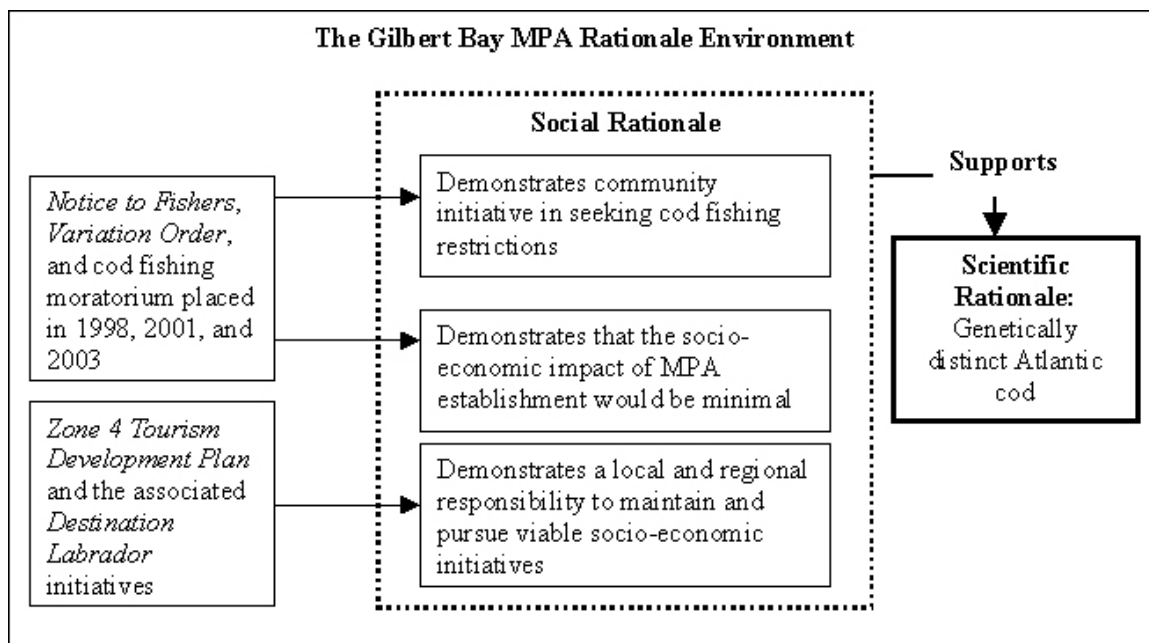 The Gilbert Bay MPA Rationale Environment
Notice to Fishers,
Variation Order,
and cod fishing
moratorium placed
in 1998, 2001, and
2003
Zone 4 Tourism
Development Plan
and the associated
Destination
Labrador
initiatives
Social Rationale
Demonstrates community
initiative in seeking cod fishing
restrictions
Demonstrates that the socio-
economic impact of MPA
establishment would be minimal
Demonstrates a local and regional
responsibility to maintain and
pursue viable socio-economic
initiatives
Supports
Scientific
Rationale:
Genetically
distinct Atlantic
cod